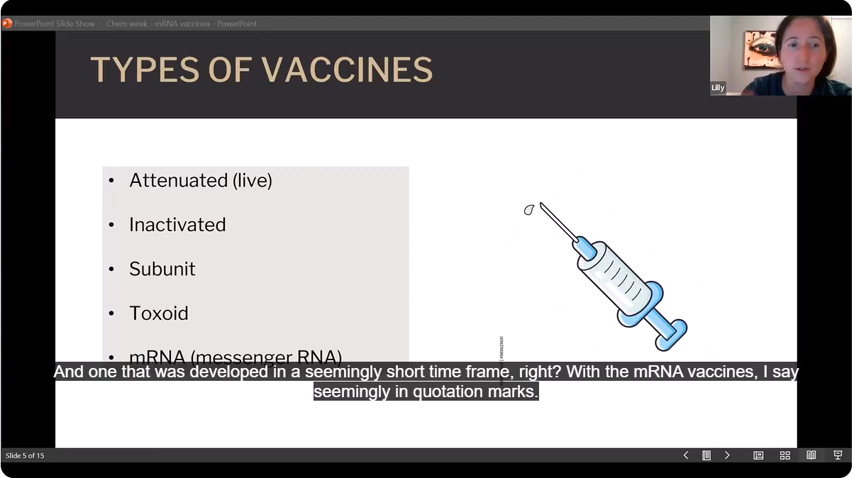 PowerPoint Slide Show - Chem week - mRNA vaccinea - PowerPoint
TYPES OF VACCINES
Lilly
• Attenuated (live)
• Inactivated
• Subunit
• Toxoid
• mRNA (messenger RNA)
And one that was developed in a seemingly short time frame, right? With the mRNA vaccines, I say
seemingly in quotation marks.
Slide 5 of 15